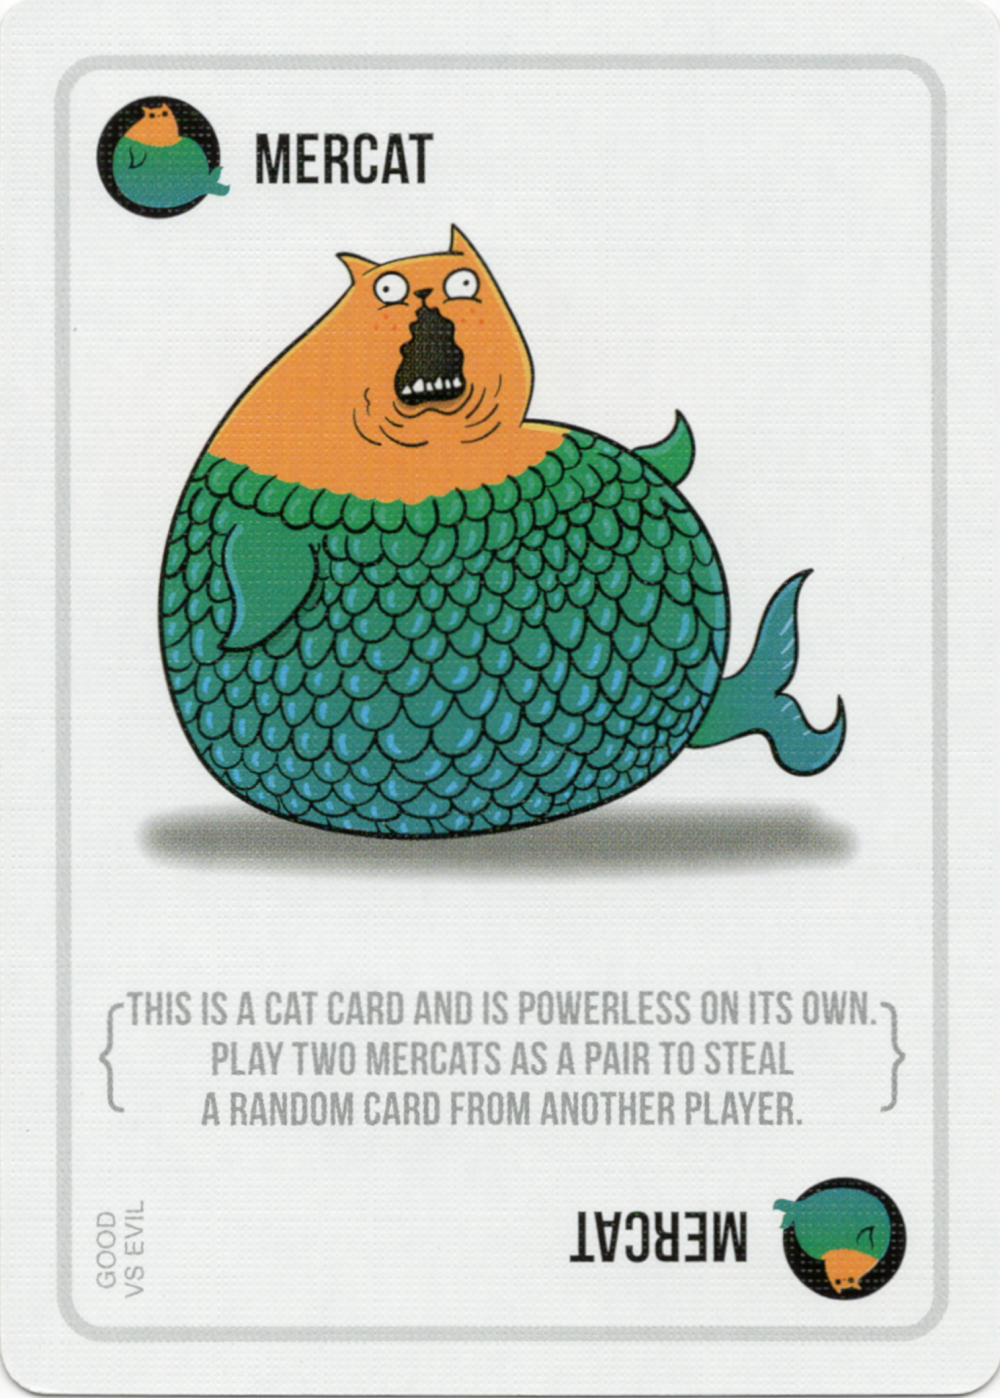 MERCAT
THIS IS A CAT CARD AND IS POWERLESS ON ITS OWN.
PLAY TWO MERCATS AS A PAIR TO STEAL
A RANDOM CARD FROM ANOTHER PLAYER.
GOOD
VS EVIL
MERCAT